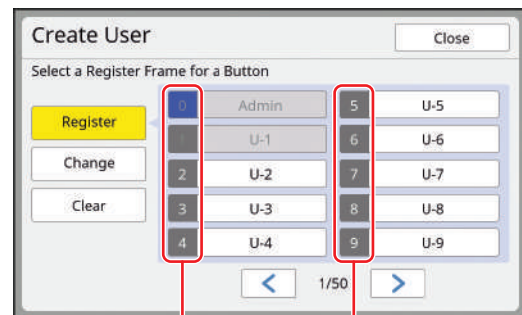 Create User
Close
Select a Register Frame for a Button
Register
Change
Clear
0 Admin
1 U-1
2 U-2
3 U-3
4 U-4
5 U-5
6 U-6
7 U-7
8 U-8
9 U-9
< 1/50 >